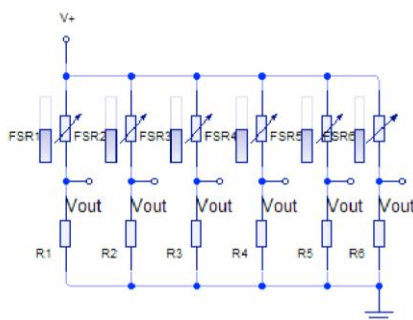 V+
FSR1 FSR2 FSR3 FSR4 FSR5 FSR6
Vout Vout Vout Vout Vout Vout
R1 R2 R3 R4 R5 R6